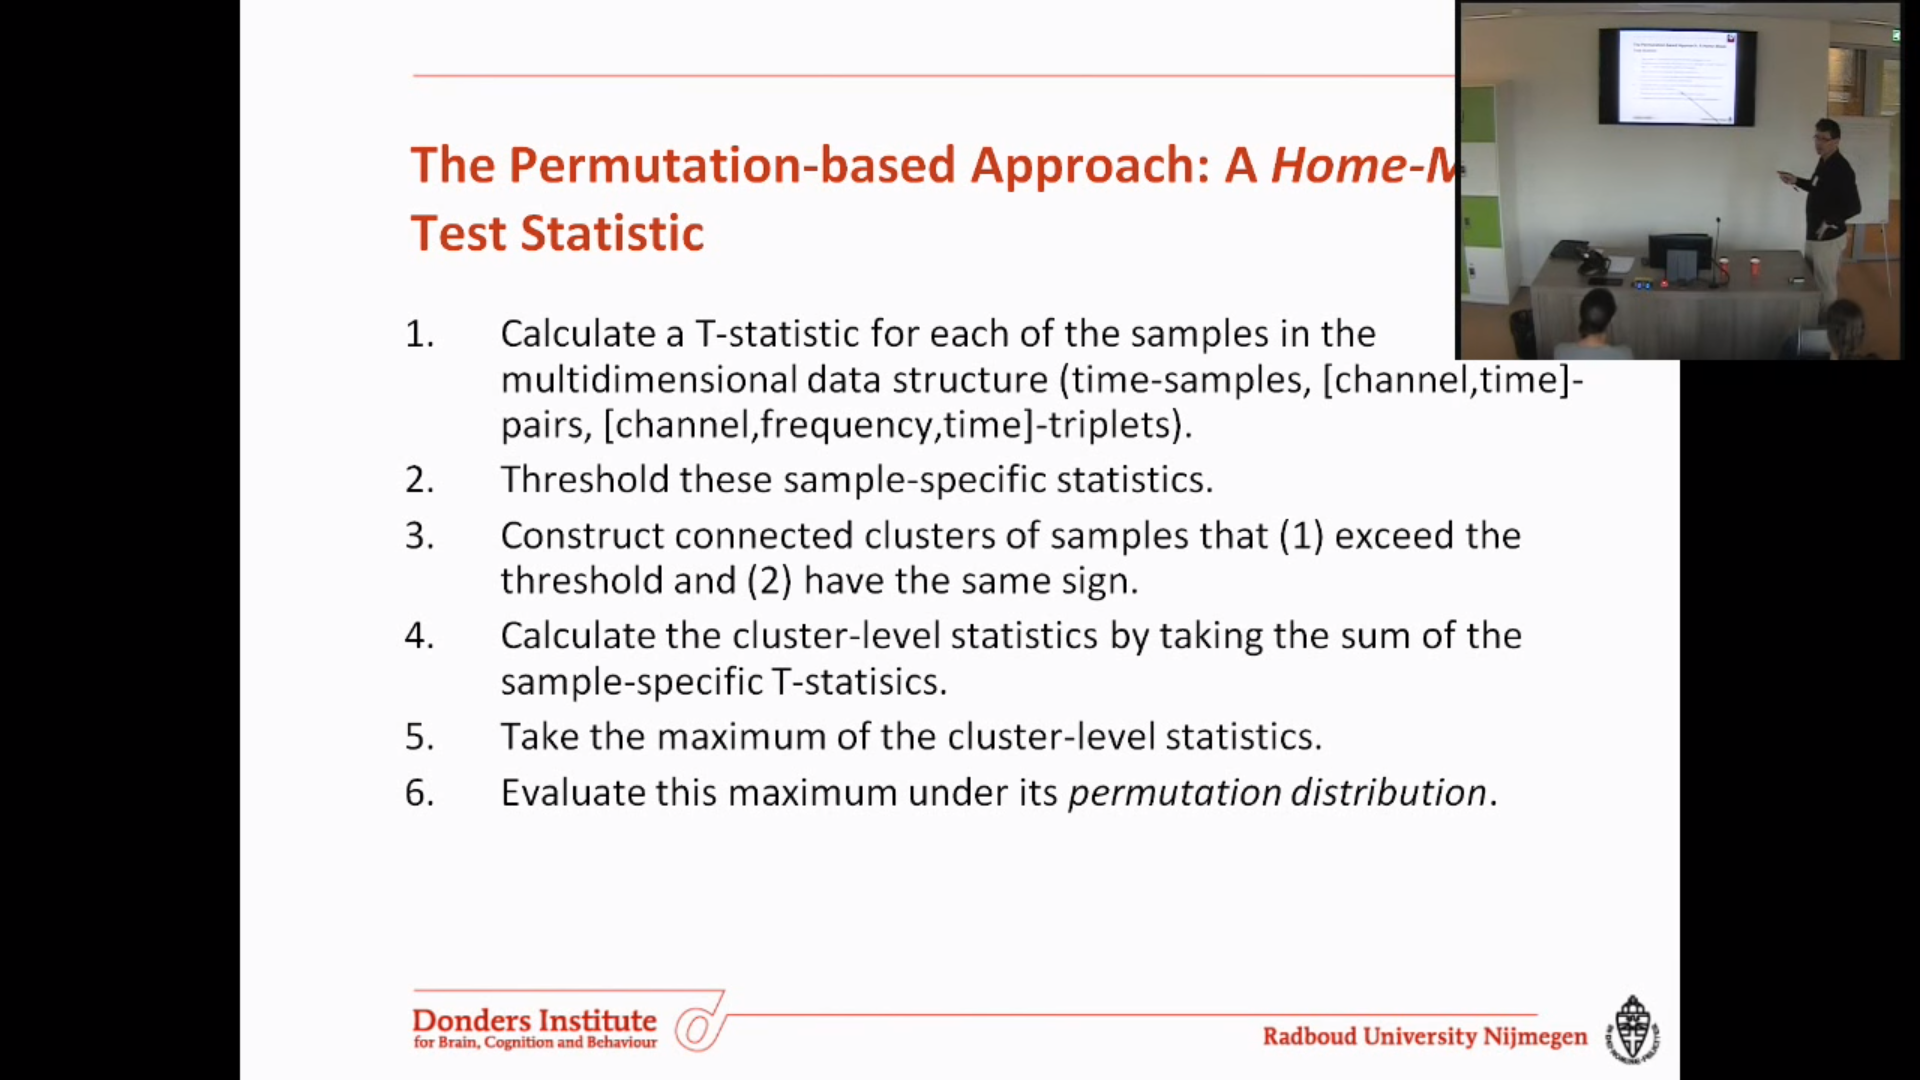 The Permutation-based Approach: A Home-M
Test Statistic
1. Calculate a T-statistic for each of the samples in the
multidimensional data structure (time-samples, [channel,time]-
pairs, [channel,frequency,time]-triplets).
2. Threshold these sample-specific statistics.
3. Construct connected clusters of samples that (1) exceed the
threshold and (2) have the same sign.
4. Calculate the cluster-level statistics by taking the sum of the
sample-specific T-statisics.
5. Take the maximum of the cluster-level statistics.
6. Evaluate this maximum under its permutation distribution.
Donders Institute
for Brain, Cognition and Behaviour
Radboud University Nijmegen